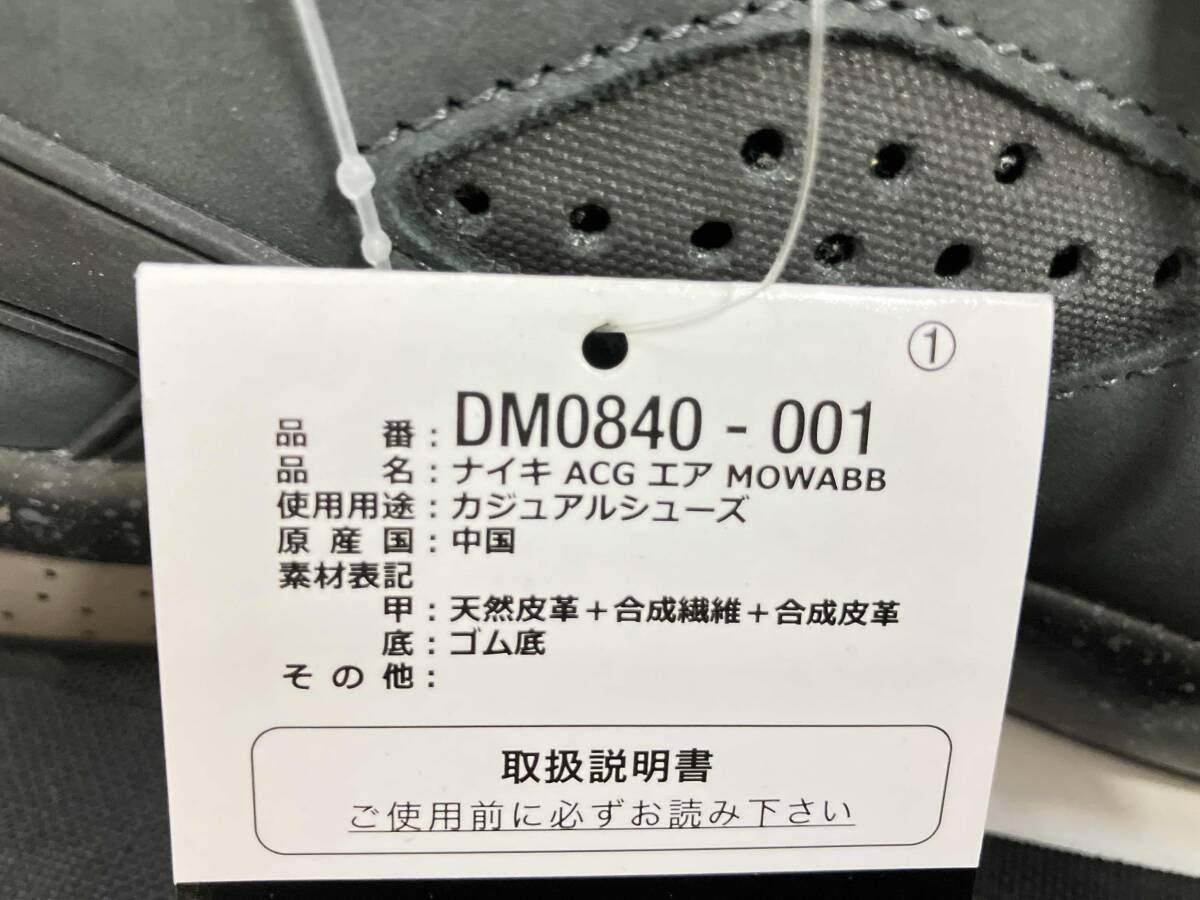 ①
品番：DM0840 - 001
品名：ナイキ ACG エア MOWABB
使用用途：カジュアルシューズ
原産国：中国
素材表記
甲：天然皮革＋合成繊維＋合成皮革
底：ゴム底
その他：
取扱説明書
ご使用前に必ずお読み下さい